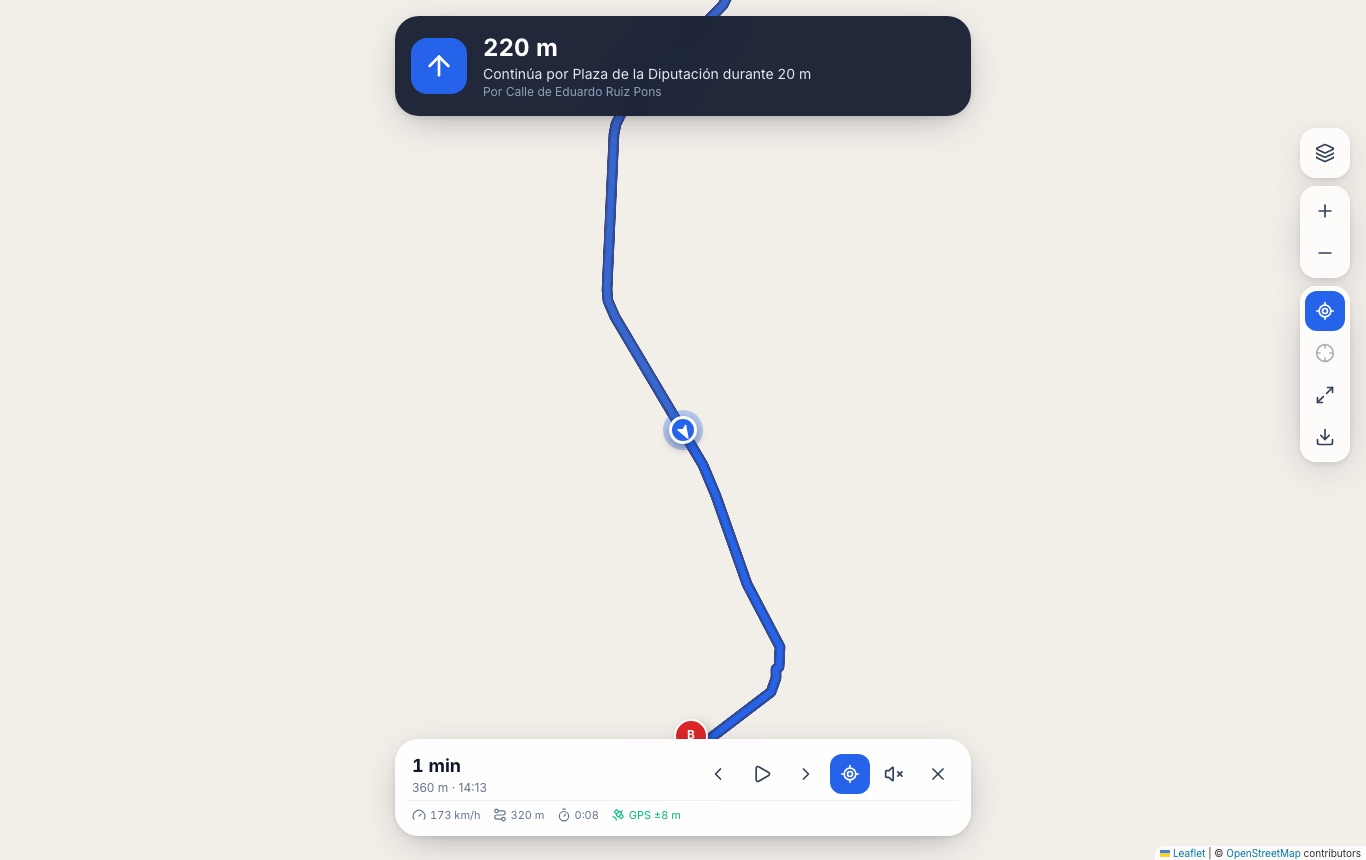 220 m
Continúa por Plaza de la Diputación durante 20 m
Por Calle de Eduardo Ruiz Pons
B
1 min
360 m · 14:13
173 km/h 320 m 0:08 GPS ±8 m
Leaflet | © OpenStreetMap contributors